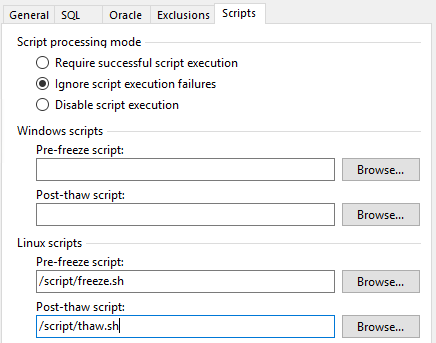 General SQL Oracle Exclusions Scripts
Script processing mode
Require successful script execution
Ignore script execution failures
Disable script execution
Windows scripts
Pre-freeze script:
Browse...
Post-thaw script:
Browse...
Linux scripts
Pre-freeze script:
/script/freeze.sh Browse...
Post-thaw script:
/script/thaw.sh Browse...